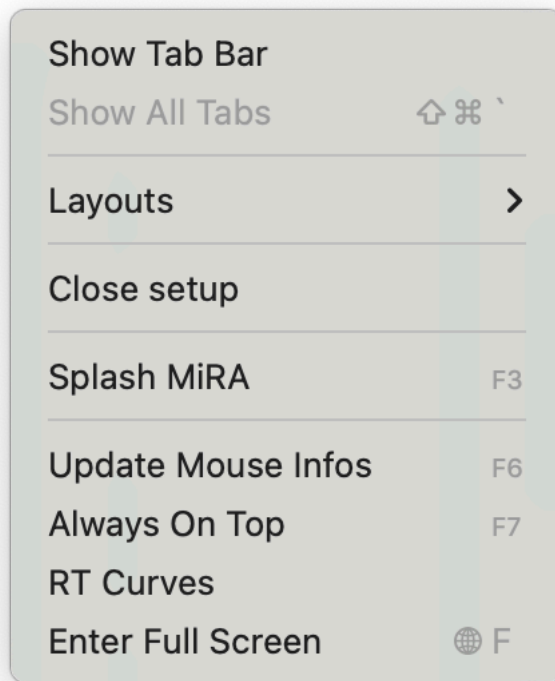 Show Tab Bar
Show All Tabs ⇧⌘`
Layouts
Close setup
Splash MiRA F3
Update Mouse Infos F6
Always On Top F7
RT Curves
Enter Full Screen 🌐F